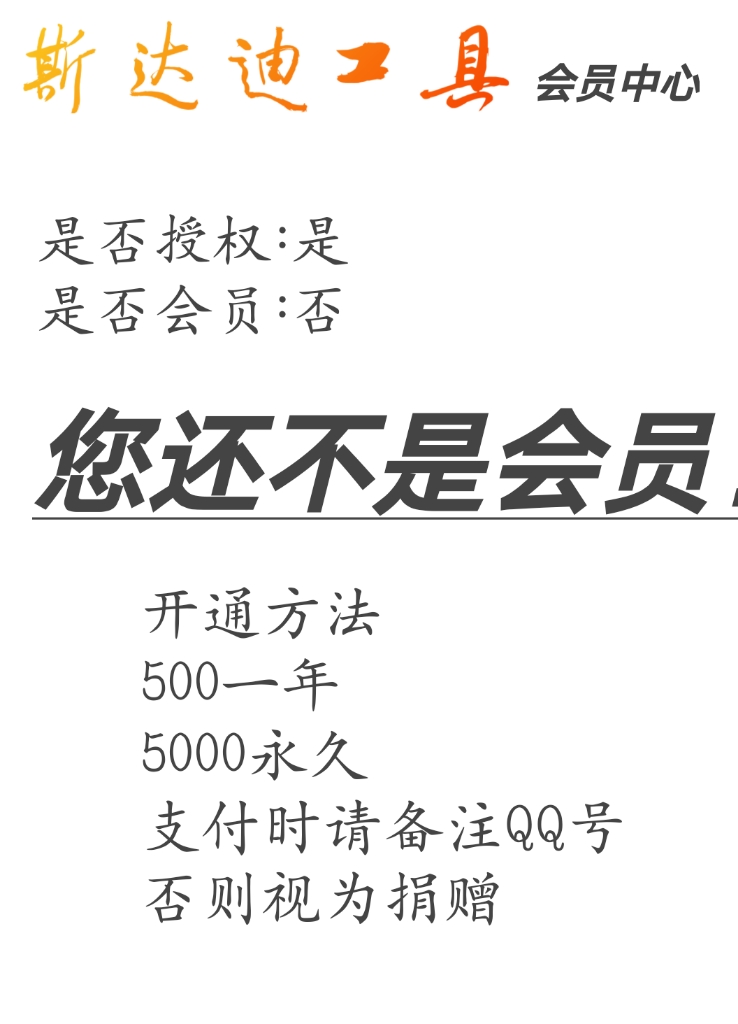 斯达迪工具 会员中心
是否授权:是
是否会员:否
您还不是会员
开通方法
500一年
5000永久
支付时请备注QQ号
否则视为捐赠